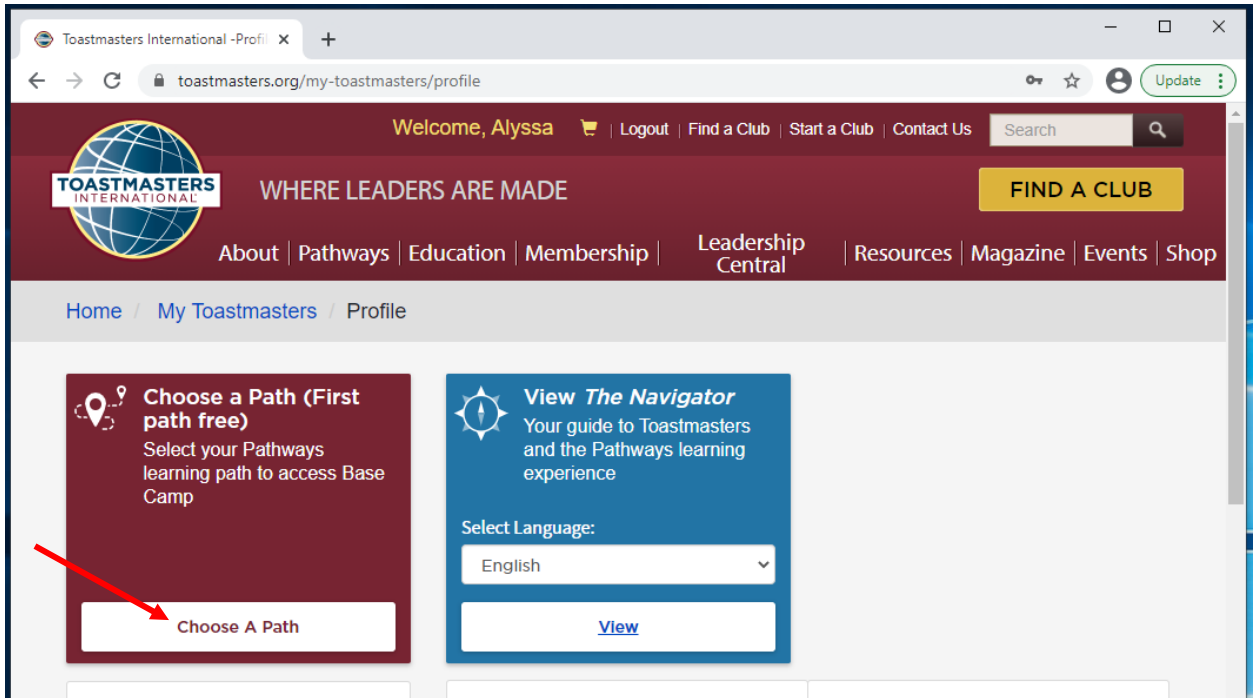 Toastmasters International -Profi
toastmasters.org/my-toastmasters/profile
Update
Welcome, Alyssa | Logout | Find a Club | Start a Club | Contact Us
Search
TOASTMASTERS
INTERNATIONAL
WHERE LEADERS ARE MADE
FIND A CLUB
About | Pathways | Education | Membership | Leadership Central | Resources | Magazine | Events | Shop
Home / My Toastmasters / Profile
Choose a Path (First
path free)
Select your Pathways
learning path to access Base
Camp
Choose A Path
View The Navigator
Your guide to Toastmasters
and the Pathways learning
experience
Select Language:
English
View